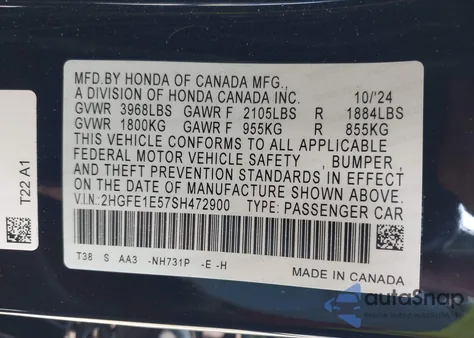 MFD.BY HONDA OF CANADA MFG.,
A DIVISION OF HONDA CANADA INC. 10/'24
GVWR 3968LBS GAWR F 2105LBS R 1884LBS
GVWR 1800KG GAWR F 955KG R 855KG
THIS VEHICLE CONFORMS TO ALL APPLICABLE
FEDERAL MOTOR VEHICLE SAFETY , BUMPER,
AND THEFT PREVENTION STANDARDS IN EFFECT
ON THE DATE OF MANUFACTURE SHOWN ABOVE.
V.I.N.:2HGFE1E57SH472900 TYPE: PASSENGER CAR
T38 S AA3 -NH731P -E-H
MADE IN CANADA
T22 A1
autoSnap